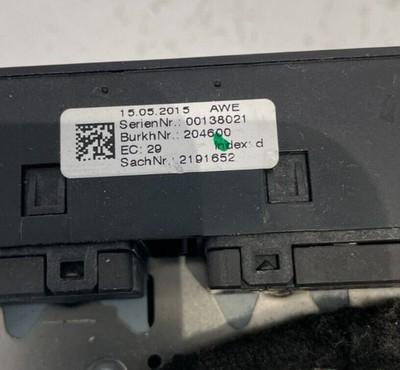 15.05.2015 AWE
SerienNr.: 00138021
BurkhNr.: 204600
EC: 29 Index: d
SachNr.: 2191652